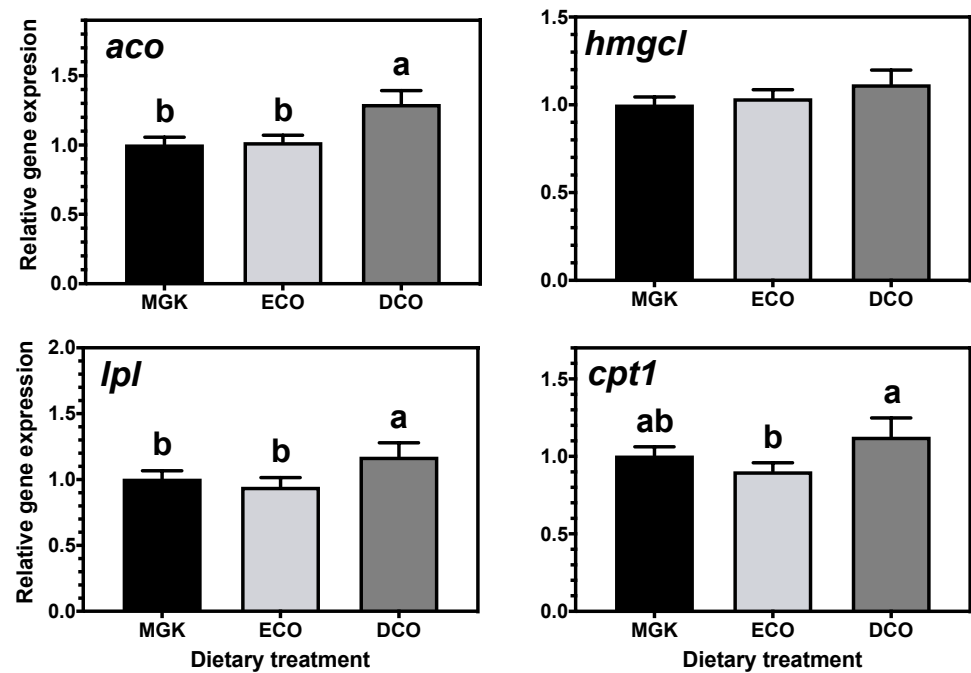 aco
Relative gene expresion
1.5
1.0
0.5
0.0
b
b
a
MGK
ECO
DCO
hmgcl
1.5
1.0
0.5
0.0
MGK
ECO
DCO
lpl
Relative gene expression
2.0
1.5
1.0
0.5
0.0
b
b
a
MGK
ECO
DCO
Dietary treatment
cpt1
1.5
1.0
0.5
0.0
ab
b
a
MGK
ECO
DCO
Dietary treatment